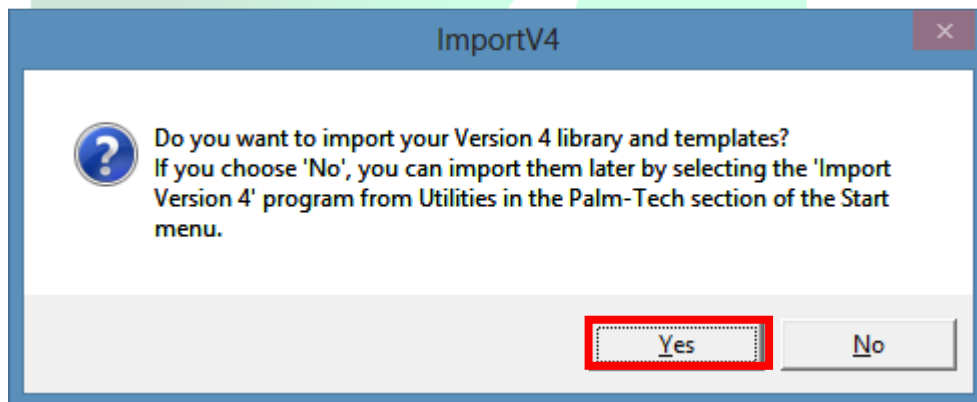 ImportV4
Do you want to import your Version 4 library and templates?
If you choose 'No', you can import them later by selecting the 'Import
Version 4' program from Utilities in the Palm-Tech section of the Start
menu.
Yes No